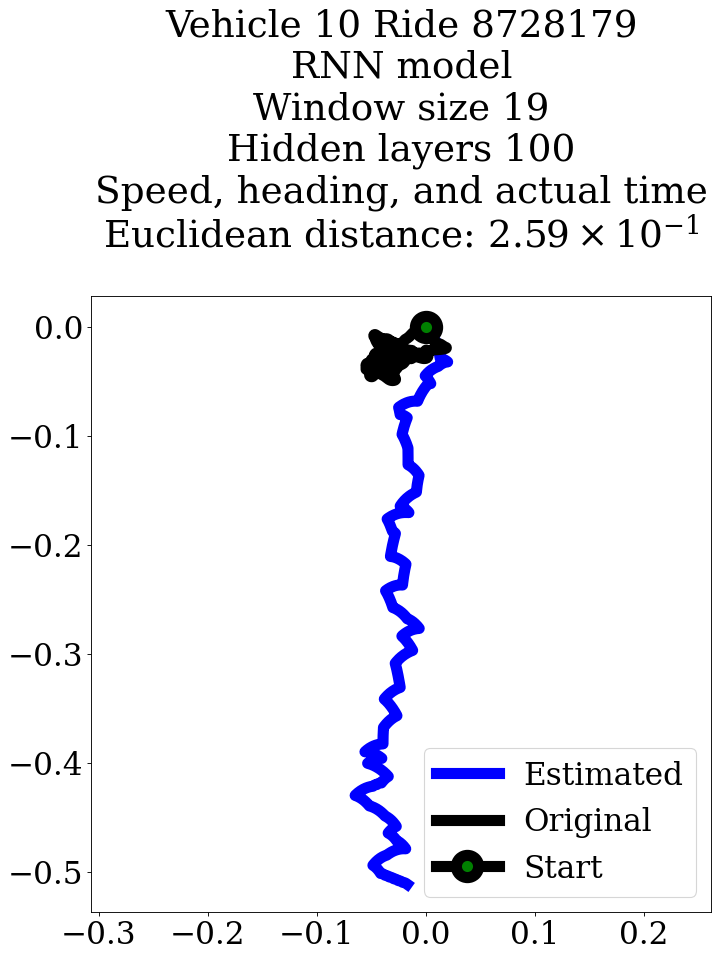 Vehicle 10 Ride 8728179
RNN model
Window size 19
Hidden layers 100
Speed, heading, and actual time
Euclidean distance: 2.59 × 10⁻¹
0.0
−0.1
−0.2
−0.3
−0.4
−0.5
Estimated
Original
Start
−0.3 −0.2 −0.1 0.0 0.1 0.2